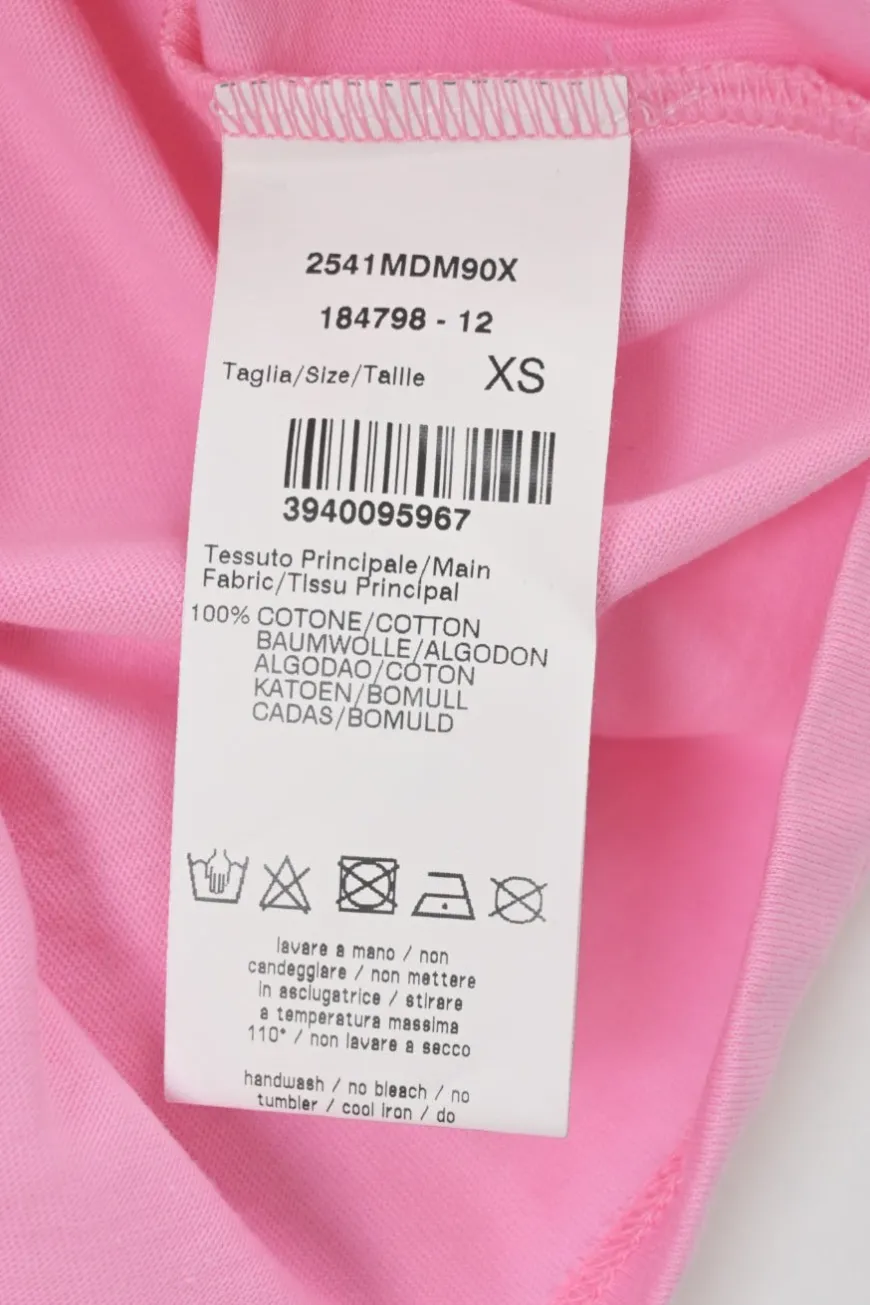 2541MDM90X
184798 - 12
Taglia/Size/Taille XS
3940095967
Tessuto Principale/Main
Fabric/Tissu Principal
100% COTONE/COTTON
BAUMWOLLE/ALGODON
ALGODAO/COTON
KATOEN/BOMULL
CADAS/BOMULD
lavare a mano / non
candeggiare / non mettere
in asciugatrice / stirare
a temperatura massima
110° / non lavare a secco
handwash / no bleach / no
tumbler / cool iron / do